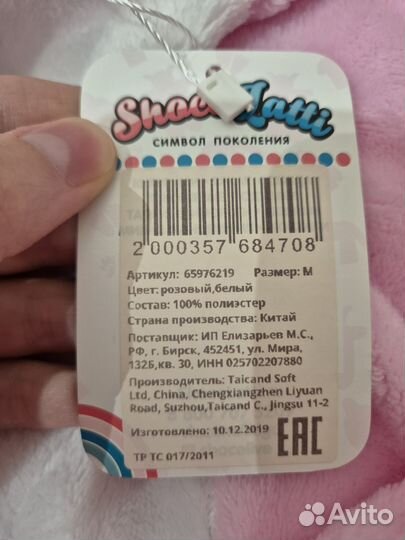 Shoco Latti
СИМВОЛ ПОКОЛЕНИЯ
2 000357 684708
Артикул: 65976219 Размер: M
Цвет: розовый,белый
Состав: 100% полиэстер
Страна производства: Китай
Поставщик: ИП Елизарьев М.С.,
РФ, г. Бирск, 452451, ул. Мира,
132Б,кв. 30, ИНН 025702207880
Производитель: Taicand Soft
Ltd, China, Chengxiangzhen Liyuan
Road, Suzhou,Taicand C., Jingsu 11-2
Изготовлено: 10.12.2019
EAC
ТР ТС 017/2011
Avito